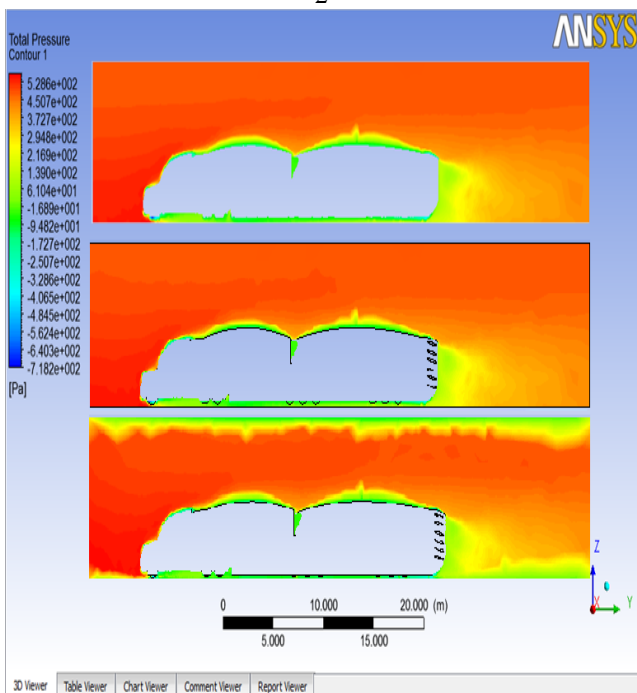 2
ANSYS
Total Pressure
Contour 1
5.286e+002
4.507e+002
3.727e+002
2.948e+002
2.169e+002
1.390e+002
6.104e+001
-1.689e+001
-9.482e+001
-1.727e+002
-2.507e+002
-3.286e+002
-4.065e+002
-4.845e+002
-5.624e+002
-6.403e+002
-7.182e+002
[Pa]
0 10.000 20.000 (m)
5.000 15.000
Z
X Y
3D Viewer Table Viewer Chart Viewer Comment Viewer Report Viewer